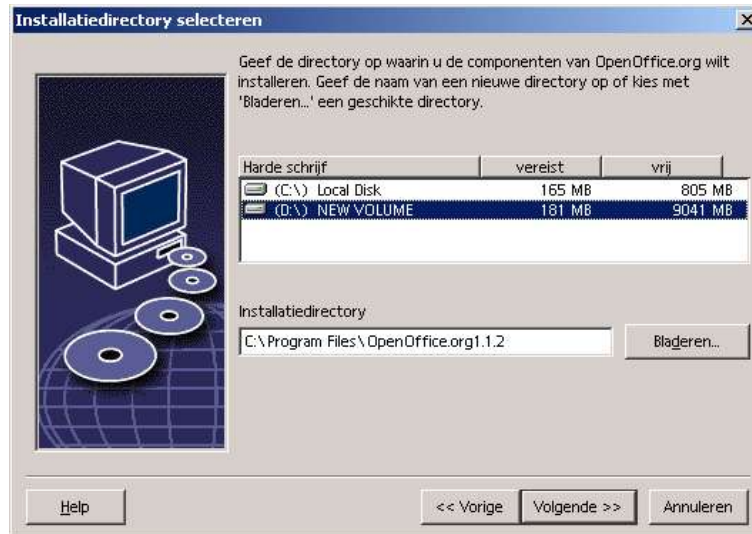 Installatiedirectory selecteren
Geef de directory op waarin u de componenten van OpenOffice.org wilt
installeren. Geef de naam van een nieuwe directory op of kies met
'Bladeren...' een geschikte directory.
Harde schrijf vereist vrij
(C:\) Local Disk 165 MB 805 MB
(D:\) NEW VOLUME 181 MB 9041 MB
Installatiedirectory
C:\Program Files\OpenOffice.org1.1.2 Bladeren...
Help << Vorige Volgende >> Annuleren